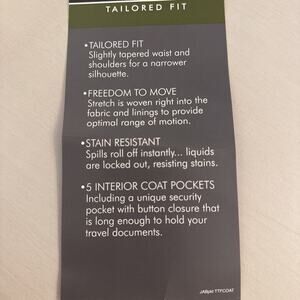 TAILORED FIT
•TAILORED FIT
Slightly tapered waist and
shoulders for a narrower
silhouette.
•FREEDOM TO MOVE
Stretch is woven right into the
fabric and linings to provide
optimal range of motion.
•STAIN RESISTANT
Spills roll off instantly... liquids
are locked out, resisting stains.
•5 INTERIOR COAT POCKETS
Including a unique security
pocket with button closure that
is long enough to hold your
travel documents.
JABpkt TTFCOAT